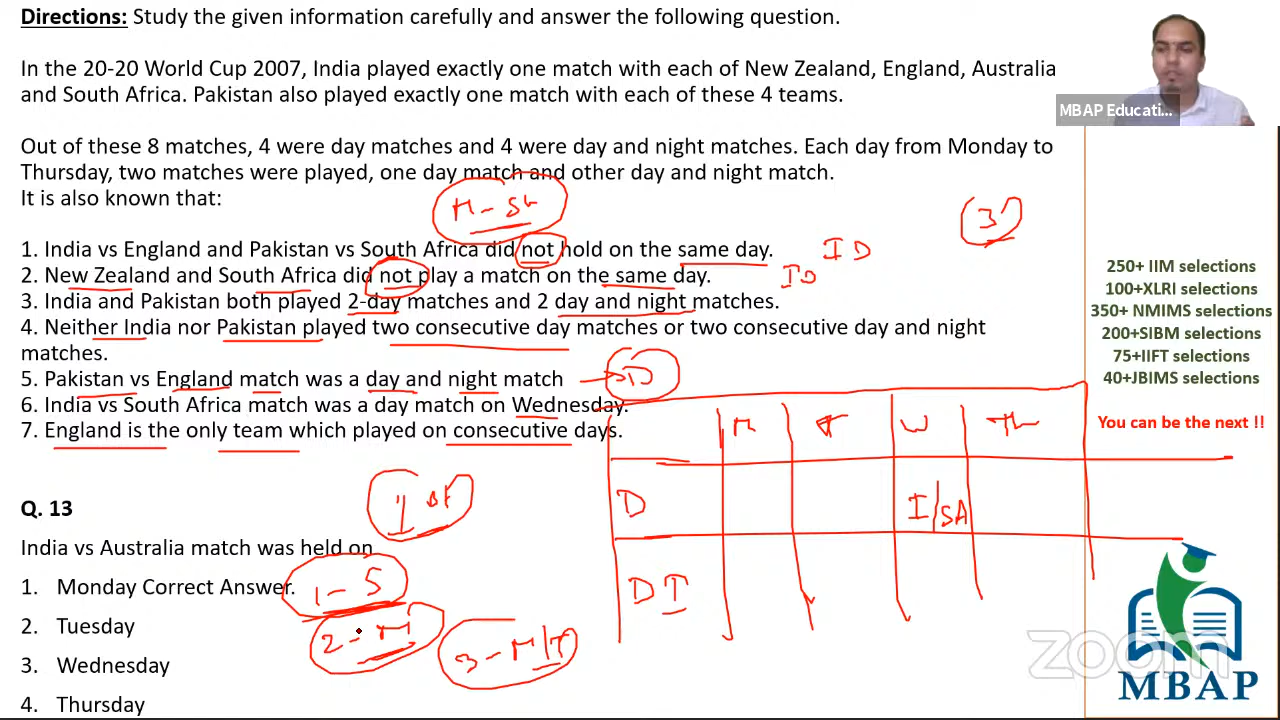 Directions: Study the given information carefully and answer the following question.
In the 20-20 World Cup 2007, India played exactly one match with each of New Zealand, England, Australia
and South Africa. Pakistan also played exactly one match with each of these 4 teams.
MBAP Educati...
Out of these 8 matches, 4 were day matches and 4 were day and night matches. Each day from Monday to
Thursday, two matches were played, one day match and other day and night match.
It is also known that:
1. India vs England and Pakistan vs South Africa did not hold on the same day.
I D
3
2. New Zealand and South Africa did not play a match on the same day.
3. India and Pakistan both played 2-day matches and 2 day and night matches.
4. Neither India nor Pakistan played two consecutive day matches or two consecutive day and night
matches.
5. Pakistan vs England match was a day and night match
6. India vs South Africa match was a day match on Wednesday.
7. England is the only team which played on consecutive days.
250+ IIM selections
100+XLRI selections
350+ NMIMS selections
200+SIBM selections
75+IIFT selections
40+JBIMS selections
You can be the next !!
M T W Th
D I/SA
D I
Q. 13
India vs Australia match was held on
1. Monday Correct Answer.
2. Tuesday
3. Wednesday
4. Thursday
1 - S
2 - M
3 - M/T
zoom
MBAP